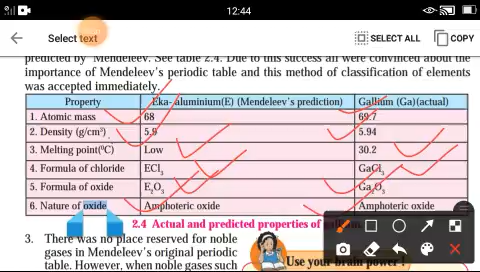 12:44
Select text
SELECT ALL
COPY
predicted by Mendeleev. See table 2.4. Due to this success all were convinced about the
importance of Mendeleev's periodic table and this method of classification of elements
was accepted immediately.
Property Eka- aluminium(E) (Mendeleev's prediction) Gallium (Ga)(actual)
1. Atomic mass 68 69.7
2. Density (g/cm³) 5.9 5.94
3. Melting point(⁰C) Low 30.2
4. Formula of chloride ECl₃ GaCl₃
5. Formula of oxide E₂O₃ Ga₂O₃
6. Nature of oxide Amphoteric oxide Amphoteric oxide
2.4 Actual and predicted properties of
3. There was no place reserved for noble
gases in Mendeleev's original periodic
table. However, when noble gases such
Use your brain power !